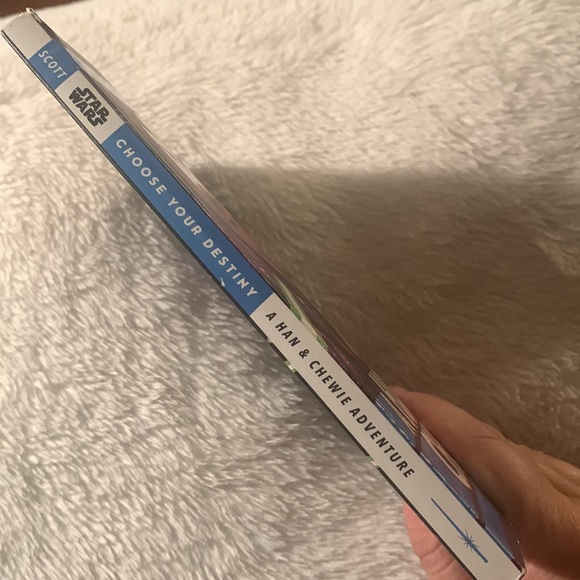 SCOTT
STAR
WARS
CHOOSE YOUR DESTINY
A HAN & CHEWIE ADVENTURE